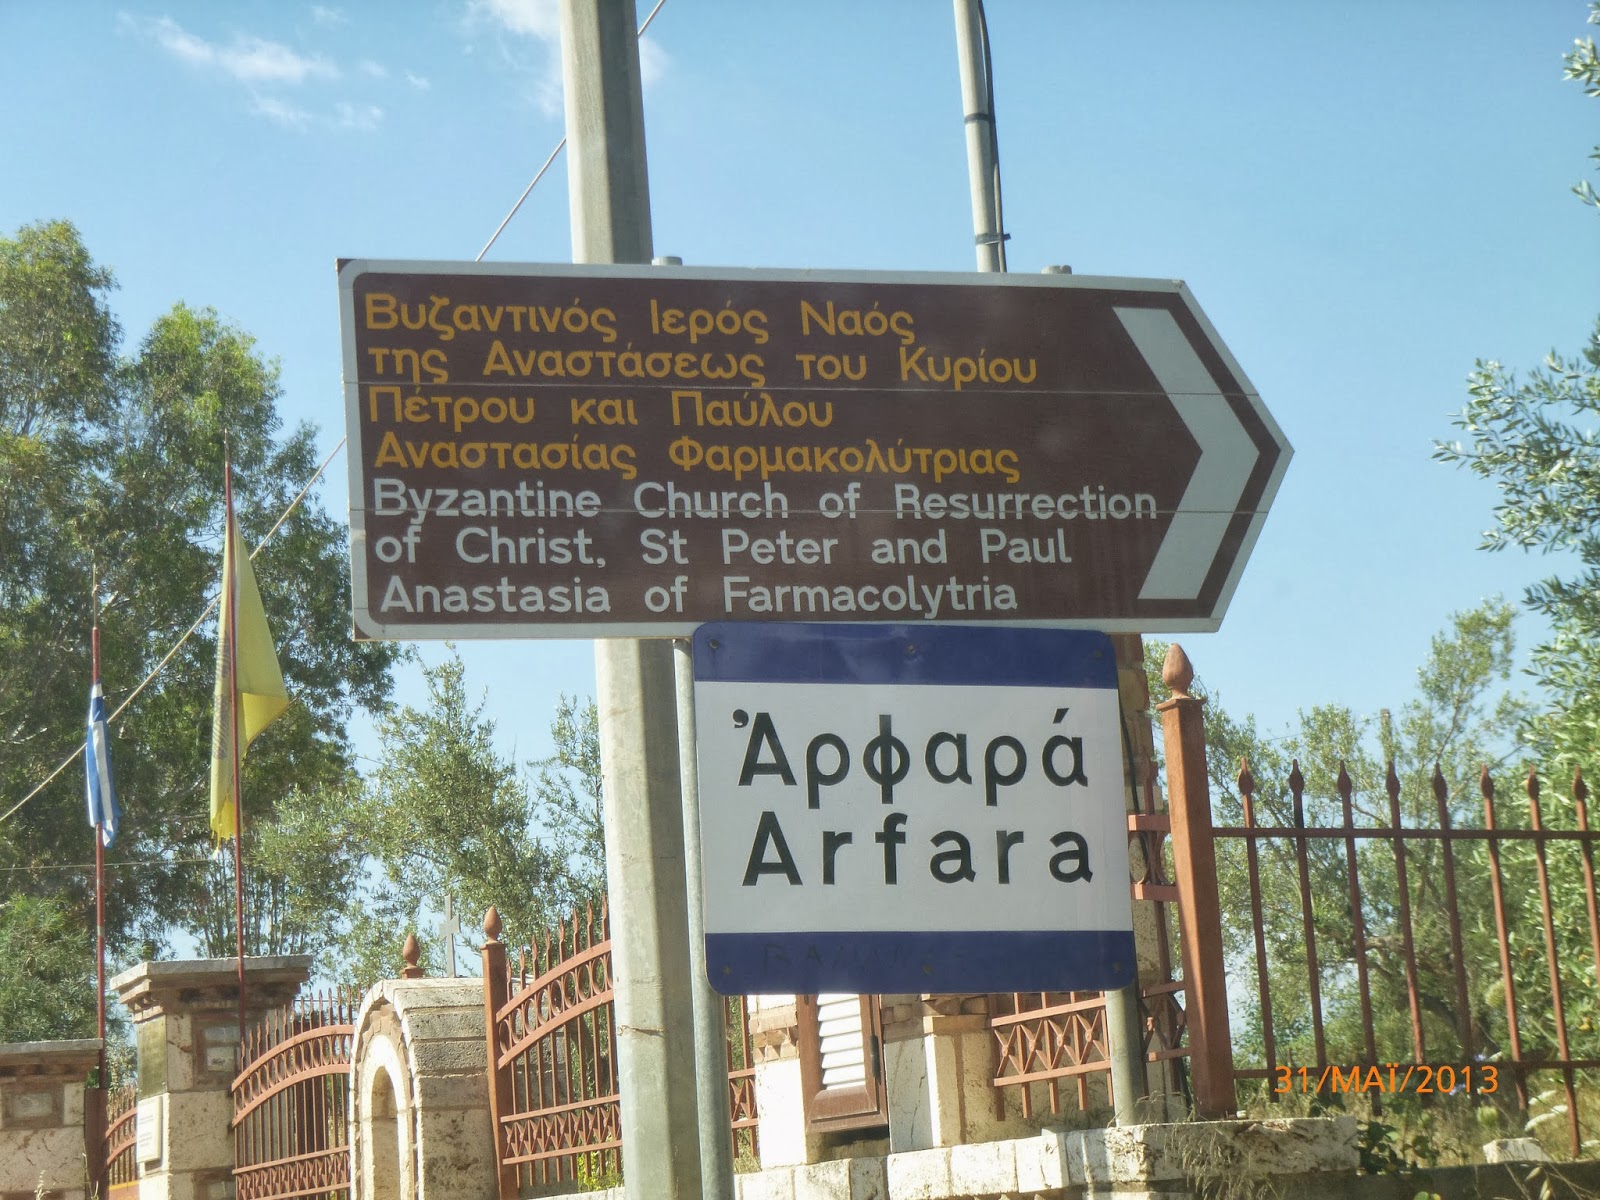 Βυζαντινός Ιερός Ναός
της Αναστάσεως του Κυρίου
Πέτρου και Παύλου
Αναστασίας Φαρμακολύτριας
Byzantine Church of Resurrection
of Christ, St Peter and Paul
Anastasia of Farmacolytria
Ἀρφαρά
Arfara
31/ΜΑΪ/2013